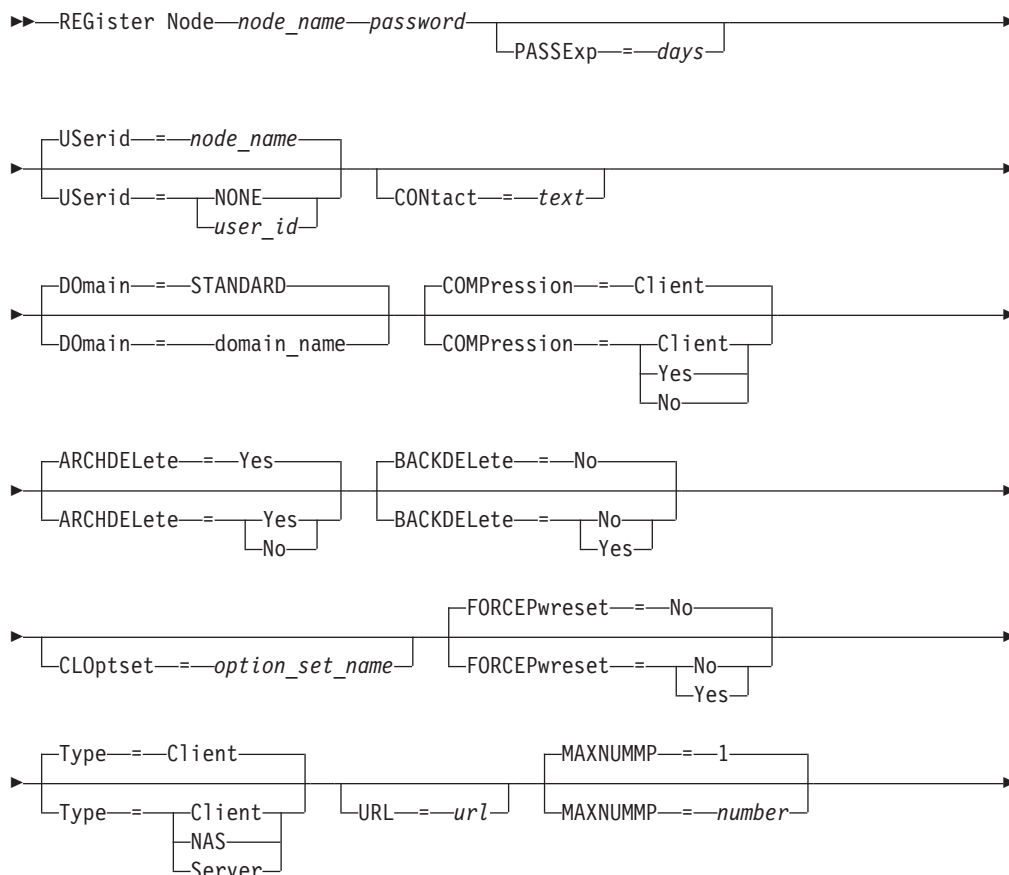 REGister Node node_name password
PASSExp = days
USerid = node_name
USerid = NONE
user_id
CONtact = text
DOmain = STANDARD
DOmain = domain_name
COMPression = Client
COMPression = Client
Yes
No
ARCHDELete = Yes
ARCHDELete = Yes
No
BACKDELete = No
BACKDELete = No
Yes
CLOptset = option_set_name
FORCEPwreset = No
FORCEPwreset = No
Yes
Type = Client
Type = Client
NAS
Server
URL = url
MAXNUMMP = 1
MAXNUMMP = number